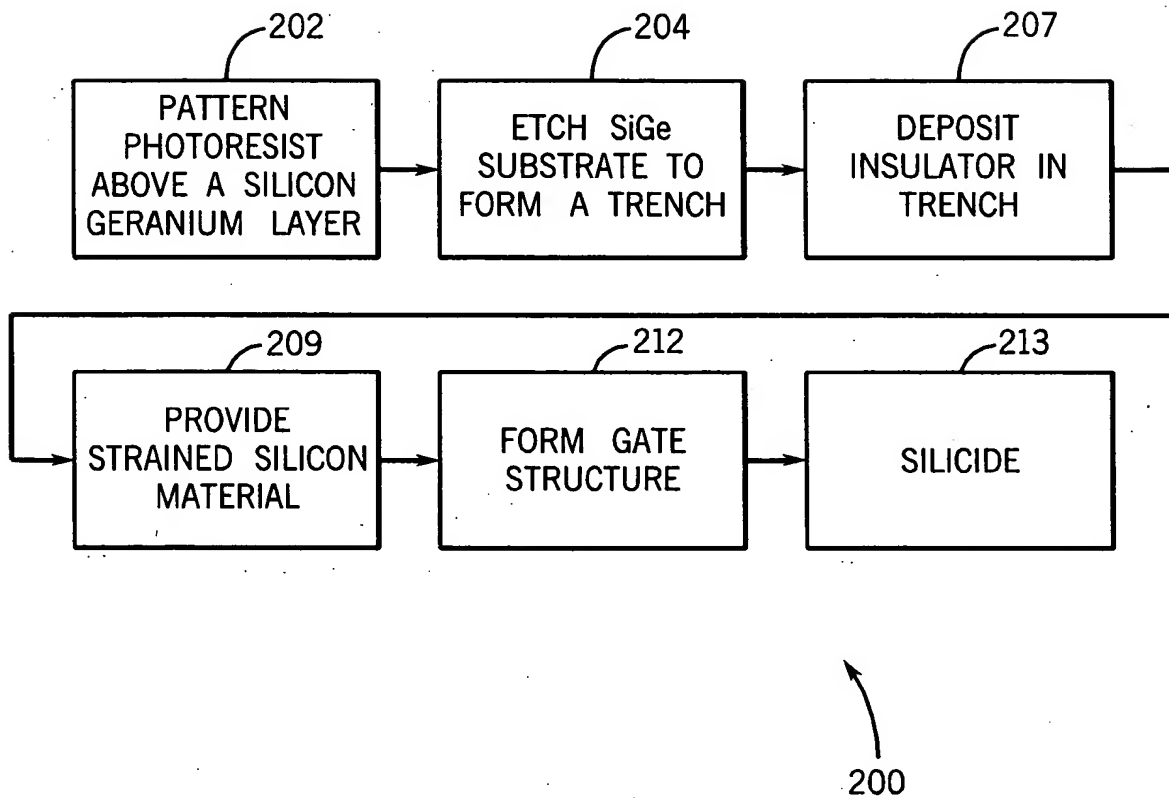 202
PATTERN
PHOTORESIST
ABOVE A SILICON
GERANIUM LAYER
204
ETCH SiGe
SUBSTRATE TO
FORM A TRENCH
207
DEPOSIT
INSULATOR IN
TRENCH
209
PROVIDE
STRAINED SILICON
MATERIAL
212
FORM GATE
STRUCTURE
213
SILICIDE
200